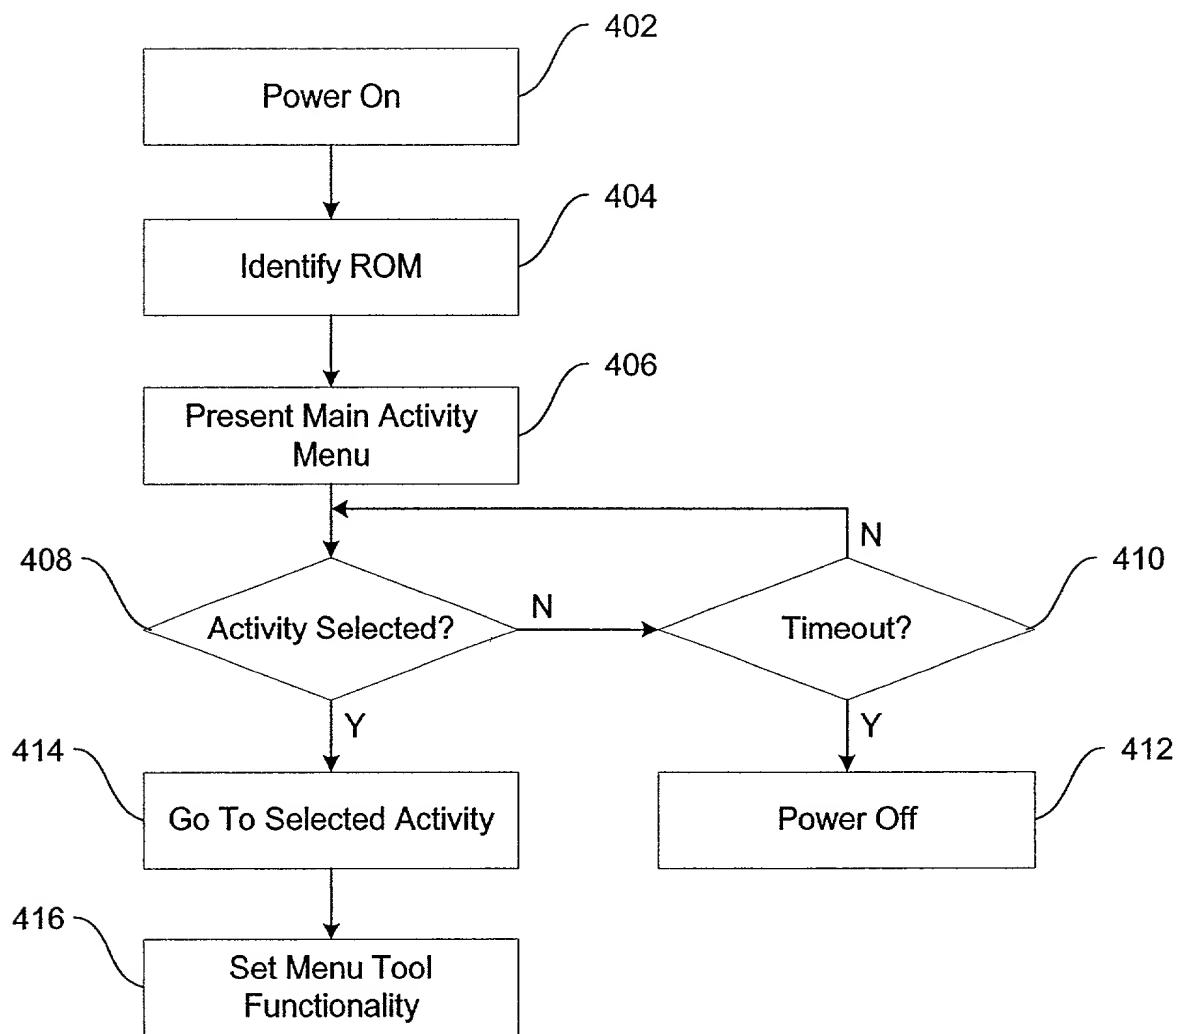 402
Power On
404
Identify ROM
406
Present Main Activity
Menu
N
408
410
Activity Selected?
N
Timeout?
Y
Y
414
412
Go To Selected Activity
Power Off
416
Set Menu Tool
Functionality